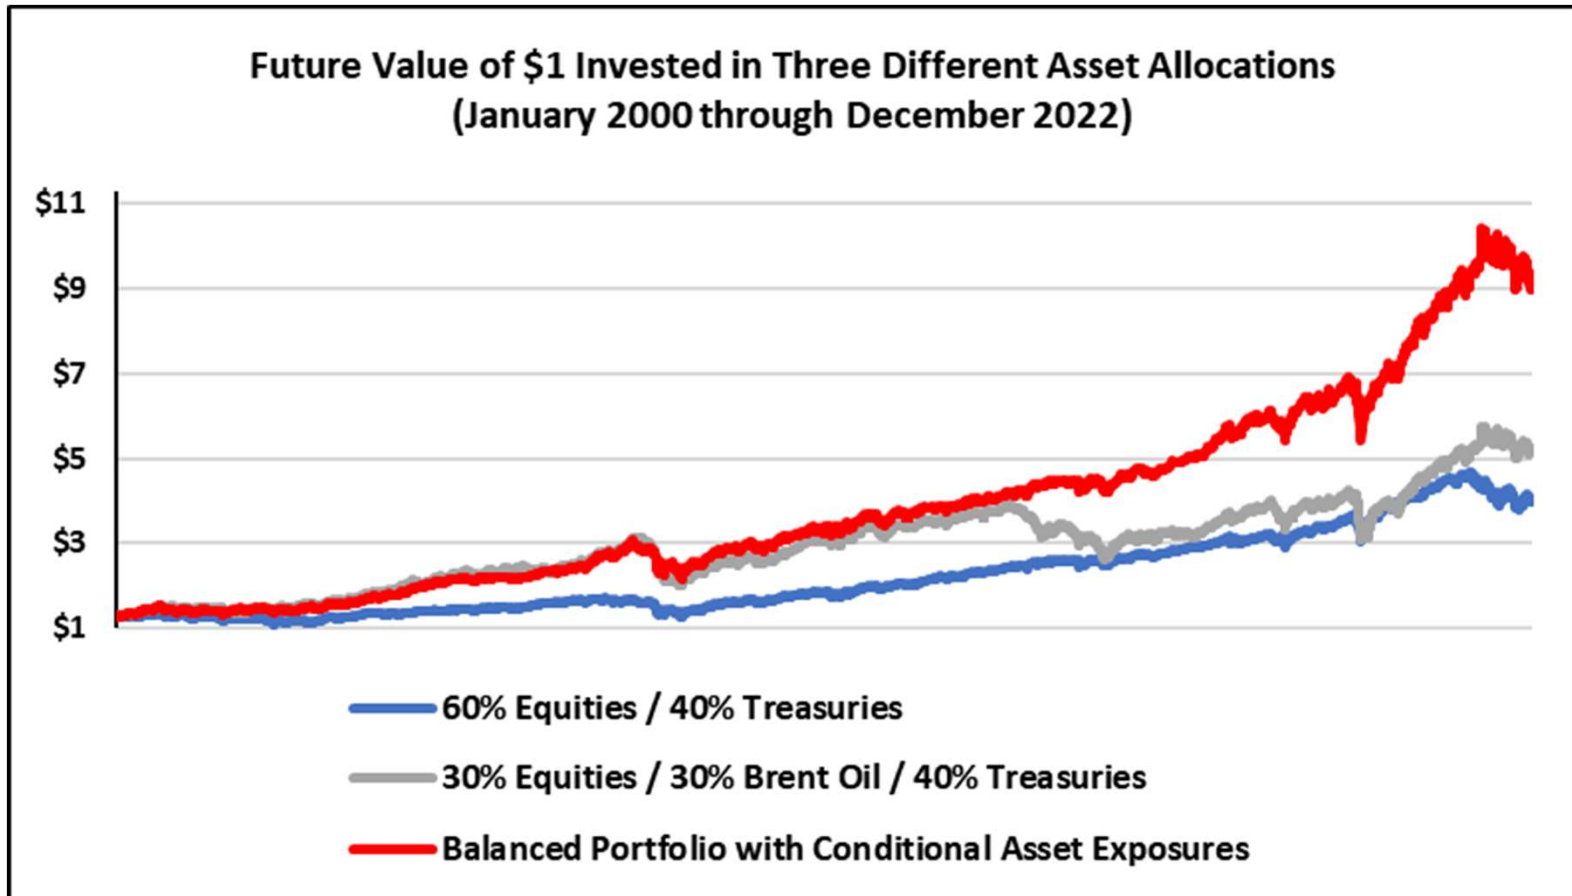 Future Value of $1 Invested in Three Different Asset Allocations
(January 2000 through December 2022)
$11
$9
$7
$5
$3
$1
60% Equities / 40% Treasuries
30% Equities / 30% Brent Oil / 40% Treasuries
Balanced Portfolio with Conditional Asset Exposures